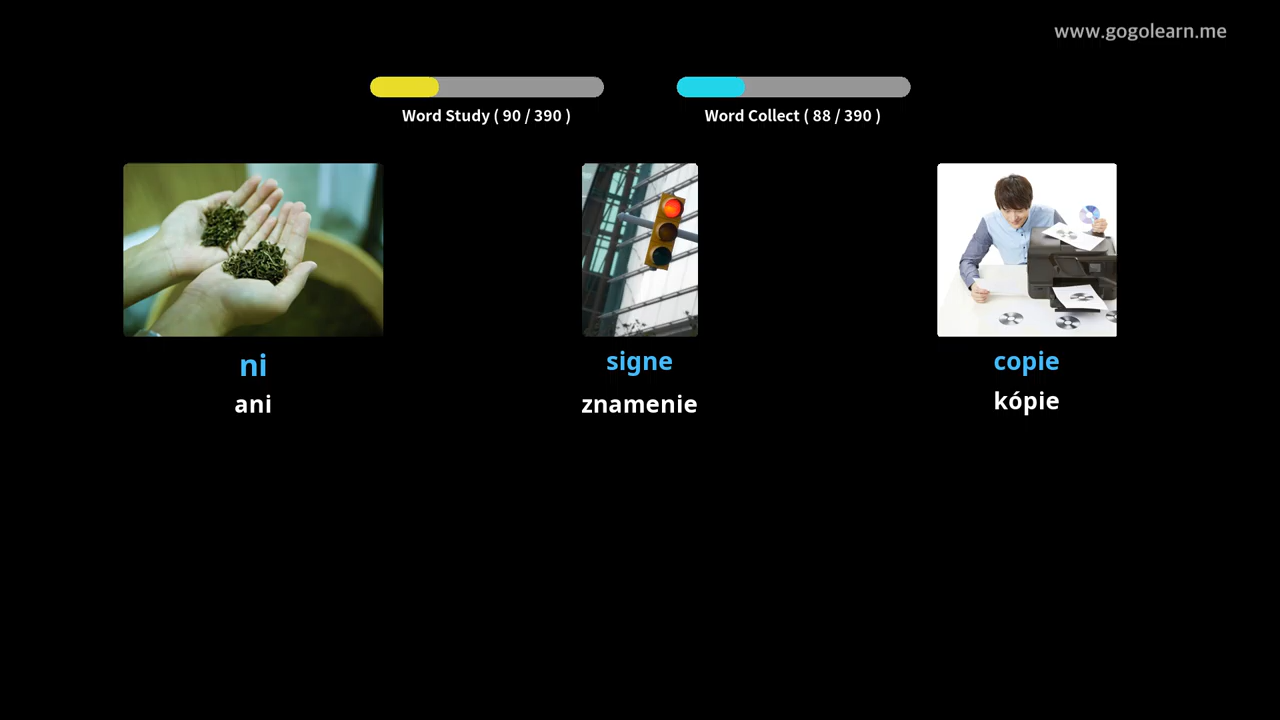 www.gogolearn.me
Word Study ( 90 / 390 )
Word Collect ( 88 / 390 )
ni
signe
copie
ani
znamenie
kópie